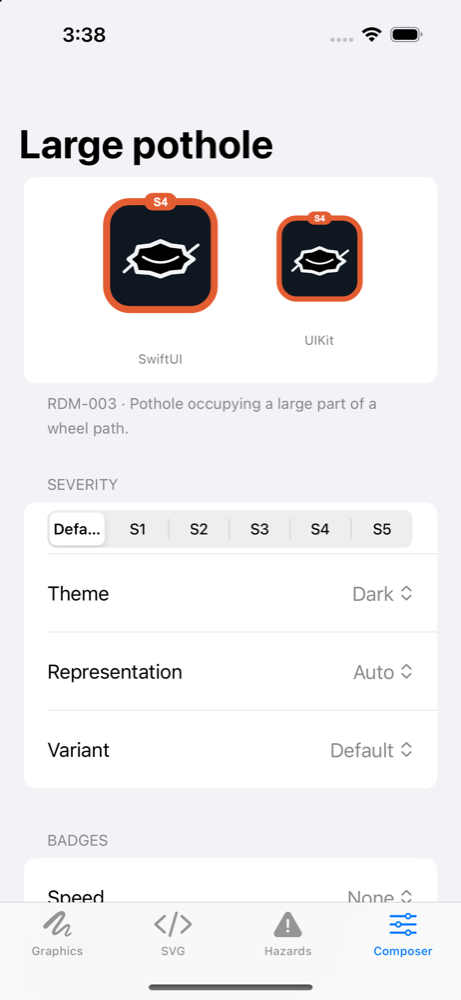 3:38
Large pothole
S4
S4
UIKit
SwiftUI
RDM-003 · Pothole occupying a large part of a
wheel path.
SEVERITY
Defa... S1 S2 S3 S4 S5
Theme Dark
Representation Auto
Variant Default
BADGES
Speed None
Graphics SVG Hazards Composer